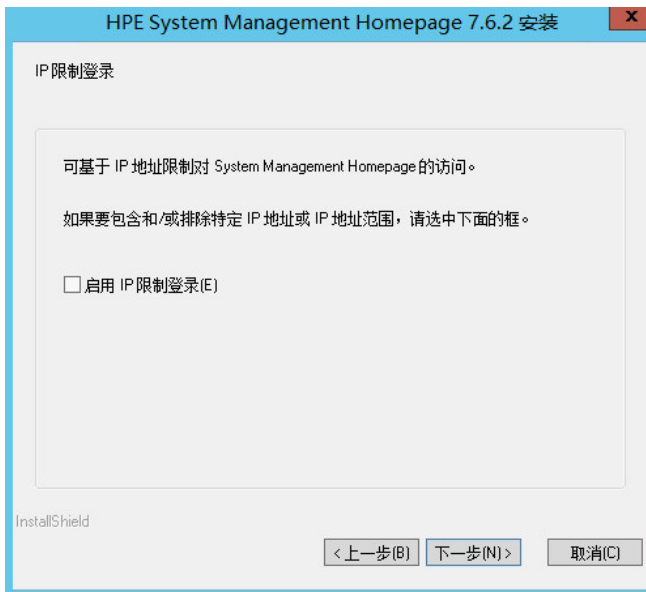 HPE System Management Homepage 7.6.2 安装
x
IP 限制登录
可基于 IP 地址限制对 System Management Homepage 的访问。
如果要包含和/或排除特定 IP 地址或 IP 地址范围，请选中下面的框。
启用 IP 限制登录(E)
InstallShield
< 上一步(B)
下一步(N) >
取消(C)